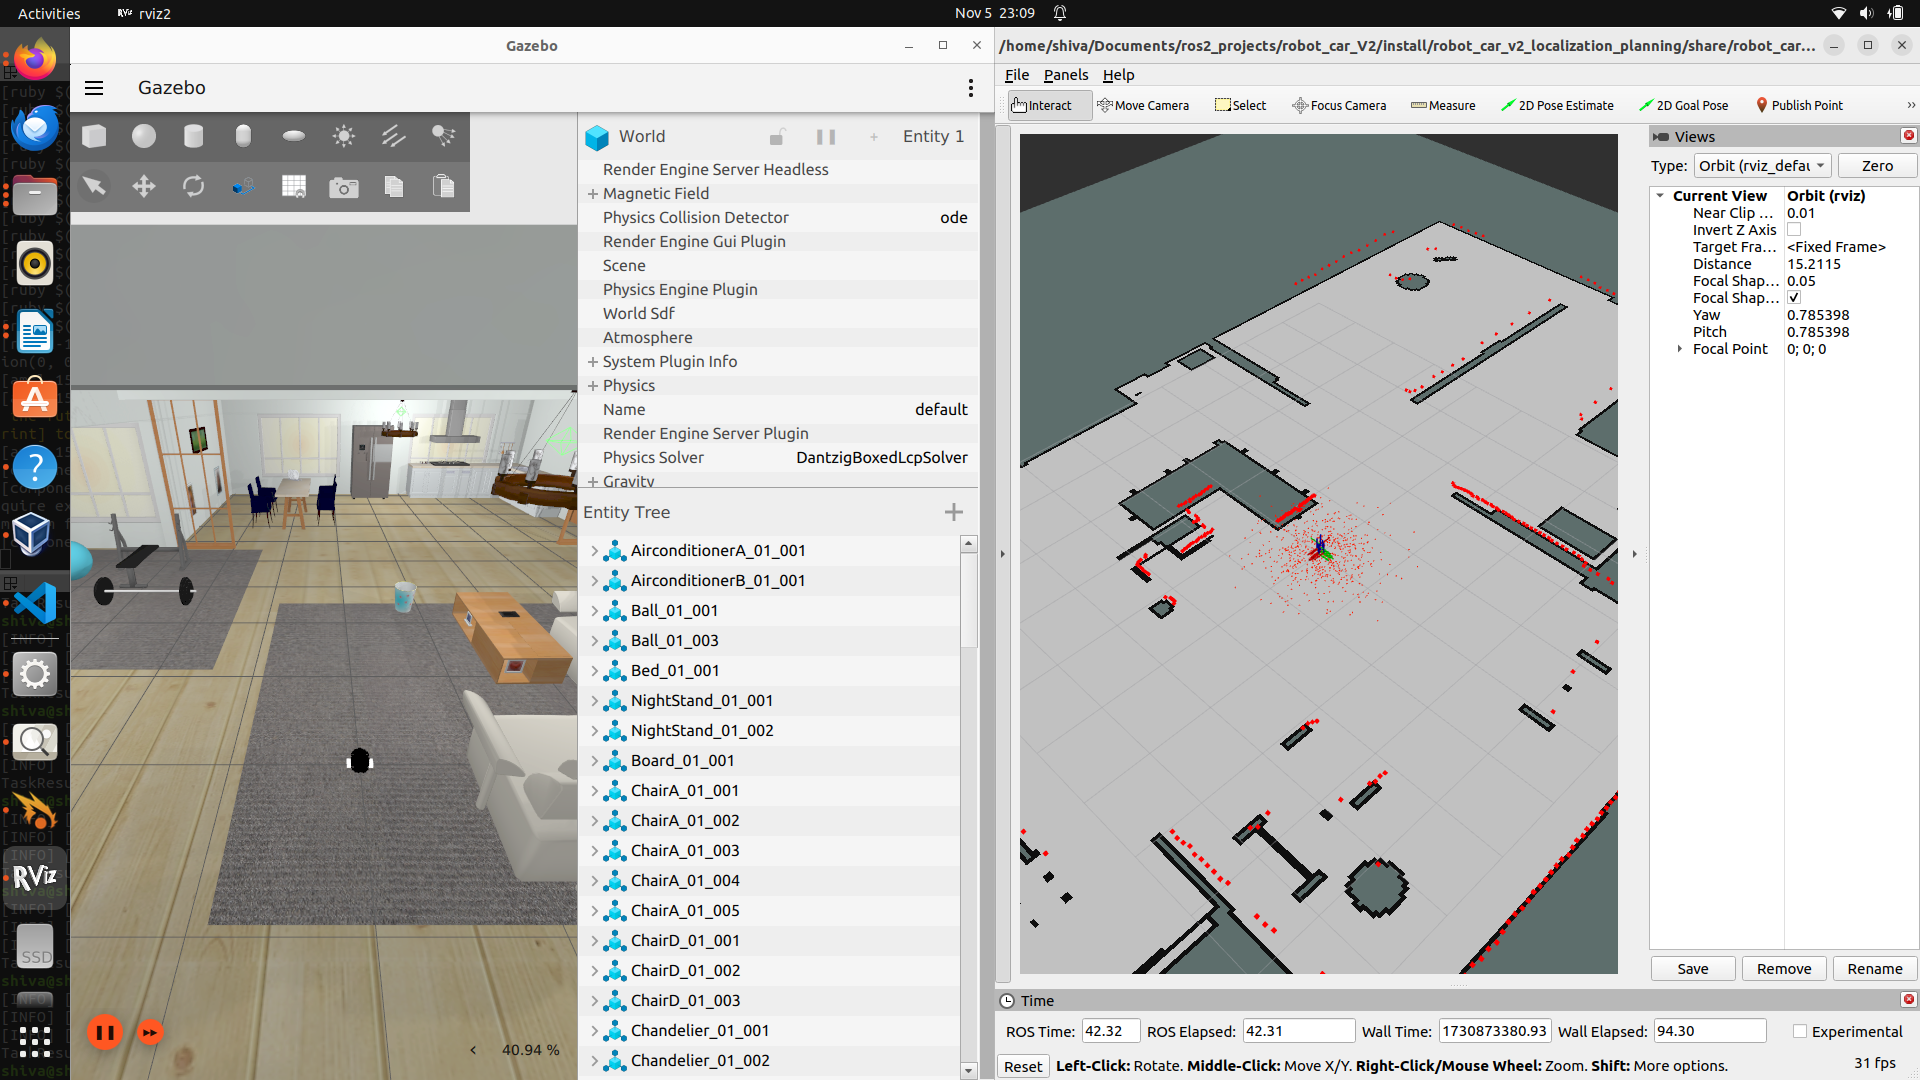 Activities
rviz2
Nov 5 23:09
Gazebo
/home/shiva/Documents/ros2_projects/robot_car_V2/install/robot_car_v2_localization_planning/share/robot_car...
Gazebo
File Panels Help
Interact Move Camera Select Focus Camera Measure 2D Pose Estimate 2D Goal Pose Publish Point
World
Entity 1
Render Engine Server Headless
Magnetic Field
Physics Collision Detector ode
Render Engine Gui Plugin
Scene
Physics Engine Plugin
World Sdf
Atmosphere
System Plugin Info
Physics
Name default
Render Engine Server Plugin
Physics Solver DantzigBoxedLcpSolver
Gravity
Entity Tree
AirconditionerA_01_001
AirconditionerB_01_001
Ball_01_001
Ball_01_003
Bed_01_001
NightStand_01_001
NightStand_01_002
Board_01_001
ChairA_01_001
ChairA_01_002
ChairA_01_003
ChairA_01_004
ChairA_01_005
ChairD_01_001
ChairD_01_002
ChairD_01_003
Chandelier_01_001
Chandelier_01_002
40.94 %
Views
Type: Orbit (rviz_defau Zero
Current View Orbit (rviz)
Near Clip ... 0.01
Invert Z Axis
Target Fra... <Fixed Frame>
Distance 15.2115
Focal Shap... 0.05
Focal Shap... ✓
Yaw 0.785398
Pitch 0.785398
Focal Point 0; 0; 0
Save Remove Rename
Time
ROS Time: 42.32 ROS Elapsed: 42.31 Wall Time: 1730873380.93 Wall Elapsed: 94.30 Experimental
Reset Left-Click: Rotate. Middle-Click: Move X/Y. Right-Click/Mouse Wheel: Zoom. Shift: More options. 31 fps
RViz
SSD